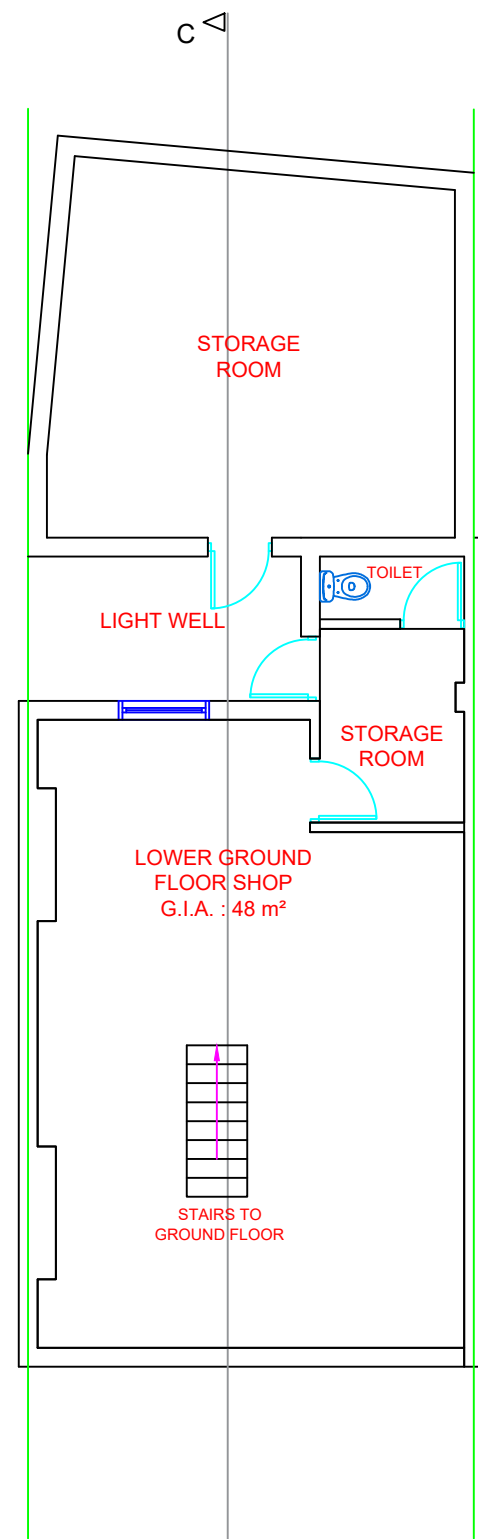 C
STORAGE
ROOM
TOILET
LIGHT WELL
STORAGE
ROOM
LOWER GROUND
FLOOR SHOP
G.I.A. : 48 m²
STAIRS TO
GROUND FLOOR